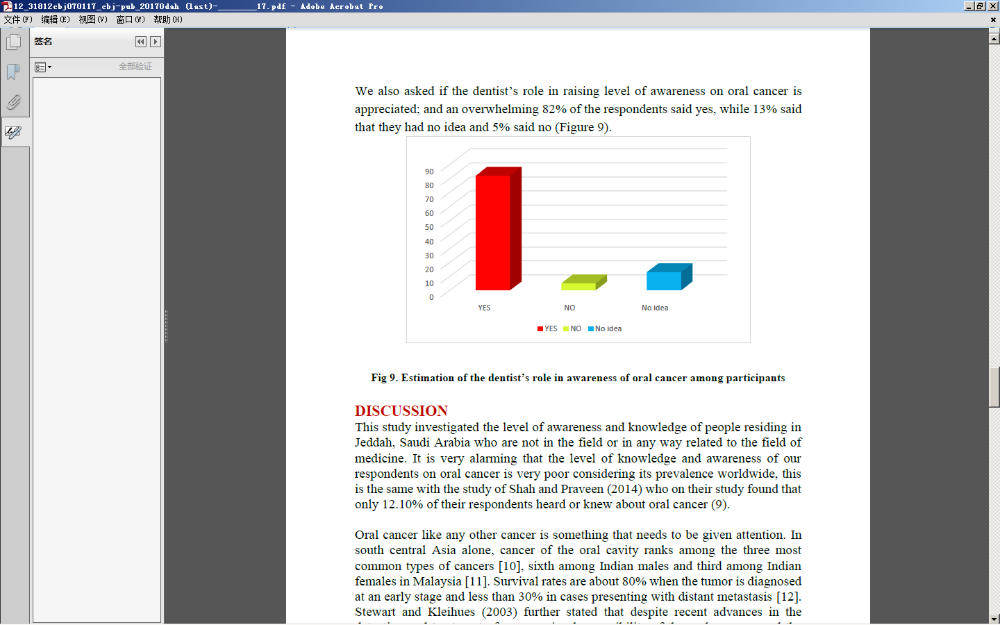 12_31812cbj070117_cbj-pub_20170dah (last)-________17.pdf - Adobe Acrobat Pro
文件(F) 编辑(E) 视图(V) 窗口(W) 帮助(H)
签名
全部验证
We also asked if the dentist’s role in raising level of awareness on oral cancer is
appreciated; and an overwhelming 82% of the respondents said yes, while 13% said
that they had no idea and 5% said no (Figure 9).
90
80
70
60
50
40
30
20
10
0
YES NO No idea
YES NO No idea
Fig 9. Estimation of the dentist’s role in awareness of oral cancer among participants
DISCUSSION
This study investigated the level of awareness and knowledge of people residing in
Jeddah, Saudi Arabia who are not in the field or in any way related to the field of
medicine. It is very alarming that the level of knowledge and awareness of our
respondents on oral cancer is very poor considering its prevalence worldwide, this
is the same with the study of Shah and Praveen (2014) who on their study found that
only 12.10% of their respondents heard or knew about oral cancer (9).
Oral cancer like any other cancer is something that needs to be given attention. In
south central Asia alone, cancer of the oral cavity ranks among the three most
common types of cancers [10], sixth among Indian males and third among Indian
females in Malaysia [11]. Survival rates are about 80% when the tumor is diagnosed
at an early stage and less than 30% in cases presenting with distant metastasis [12].
Stewart and Kleihues (2003) further stated that despite recent advances in the